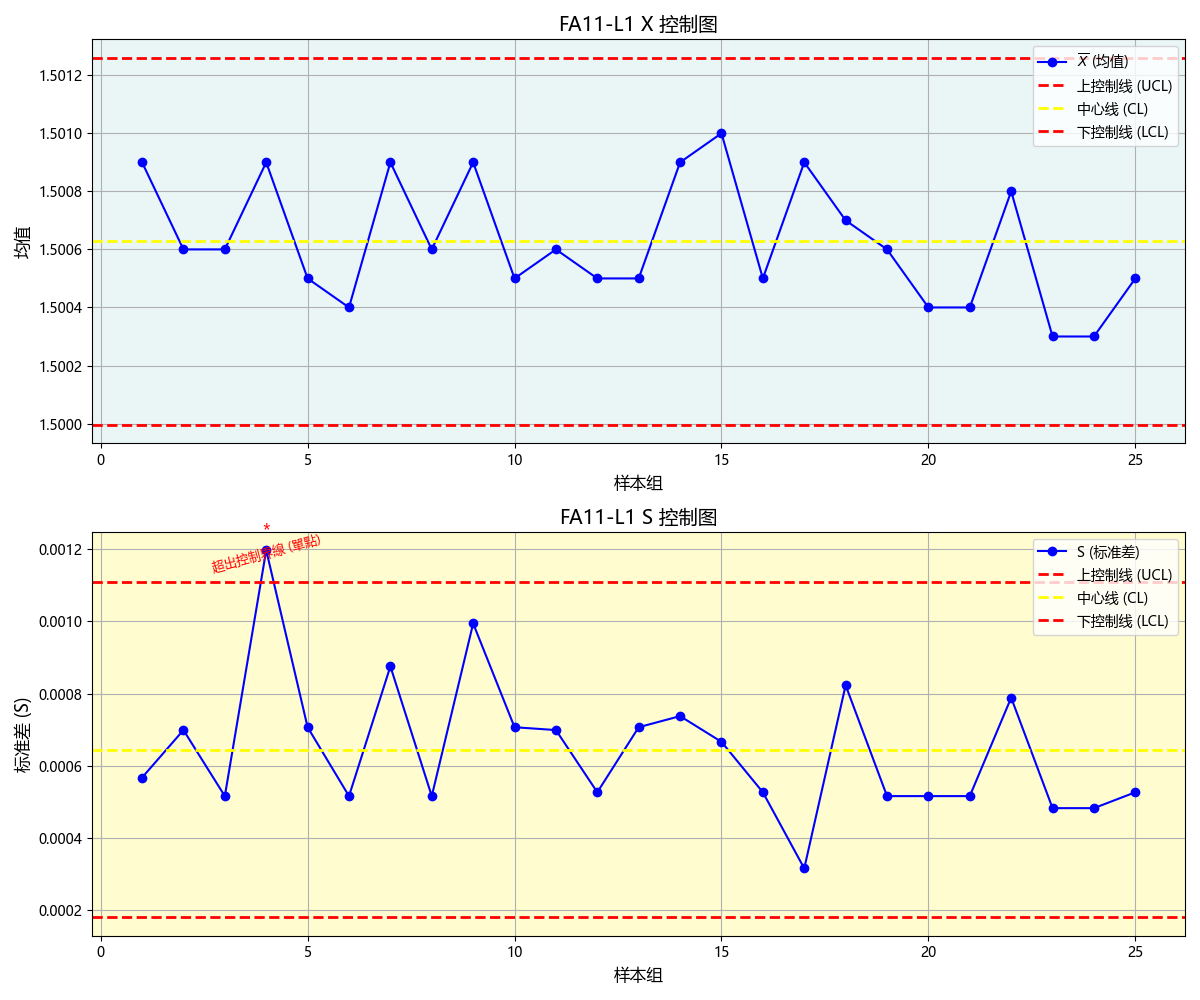 FA11-L1 X 控制图
1.5012
1.5010
1.5008
1.5006
1.5004
1.5002
1.5000
均值
X (均值)
上控制线 (UCL)
中心线 (CL)
下控制线 (LCL)
0 5 10 15 20 25
样本组
FA11-L1 S 控制图
*
超出控制界線 (單點)
0.0012
0.0010
0.0008
0.0006
0.0004
0.0002
标准差 (S)
S (标准差)
上控制线 (UCL)
中心线 (CL)
下控制线 (LCL)
0 5 10 15 20 25
样本组